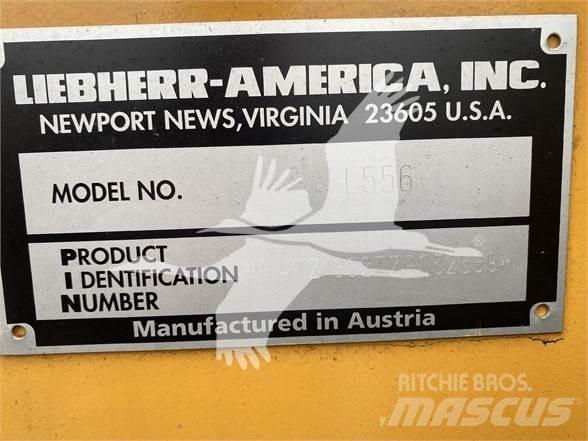 LIEBHERR-AMERICA, INC.
NEWPORT NEWS, VIRGINIA 23605 U.S.A.
MODEL NO. L556
PRODUCT
IDENTIFICATION
NUMBER
®
Manufactured in Austria
RITCHIE BROS.
MASCUS